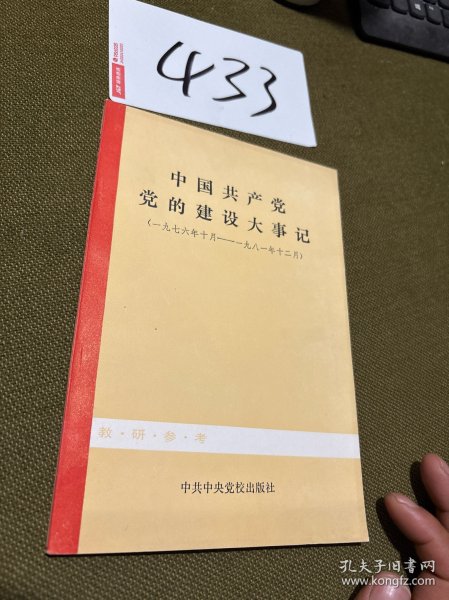 433
中国共产党
党的建设大事记
(一九七六年十月——一九八一年十二月)
教·研·参·考
中共中央党校出版社
孔夫子旧书网
www.kongfz.com